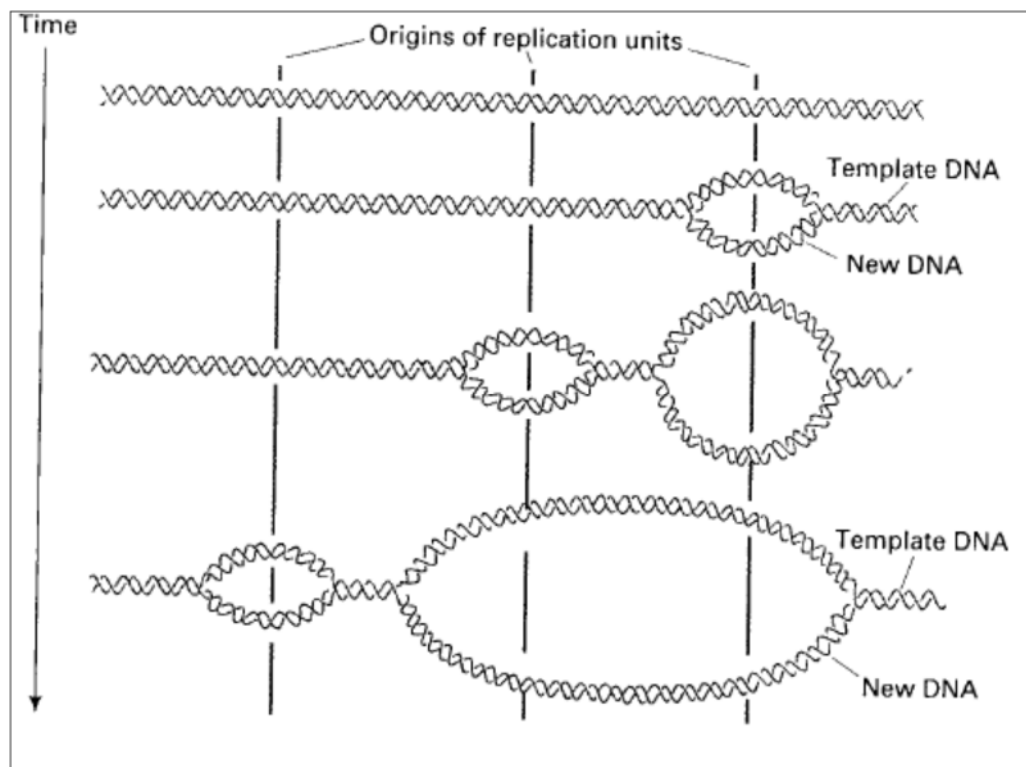 Time
Origins of replication units
Template DNA
New DNA
Template DNA
New DNA